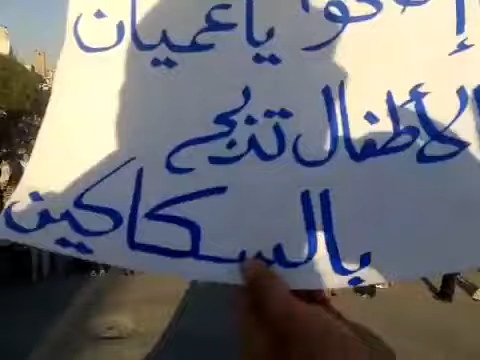 يا عميان
الأطفال تذبح
بالسكاكين